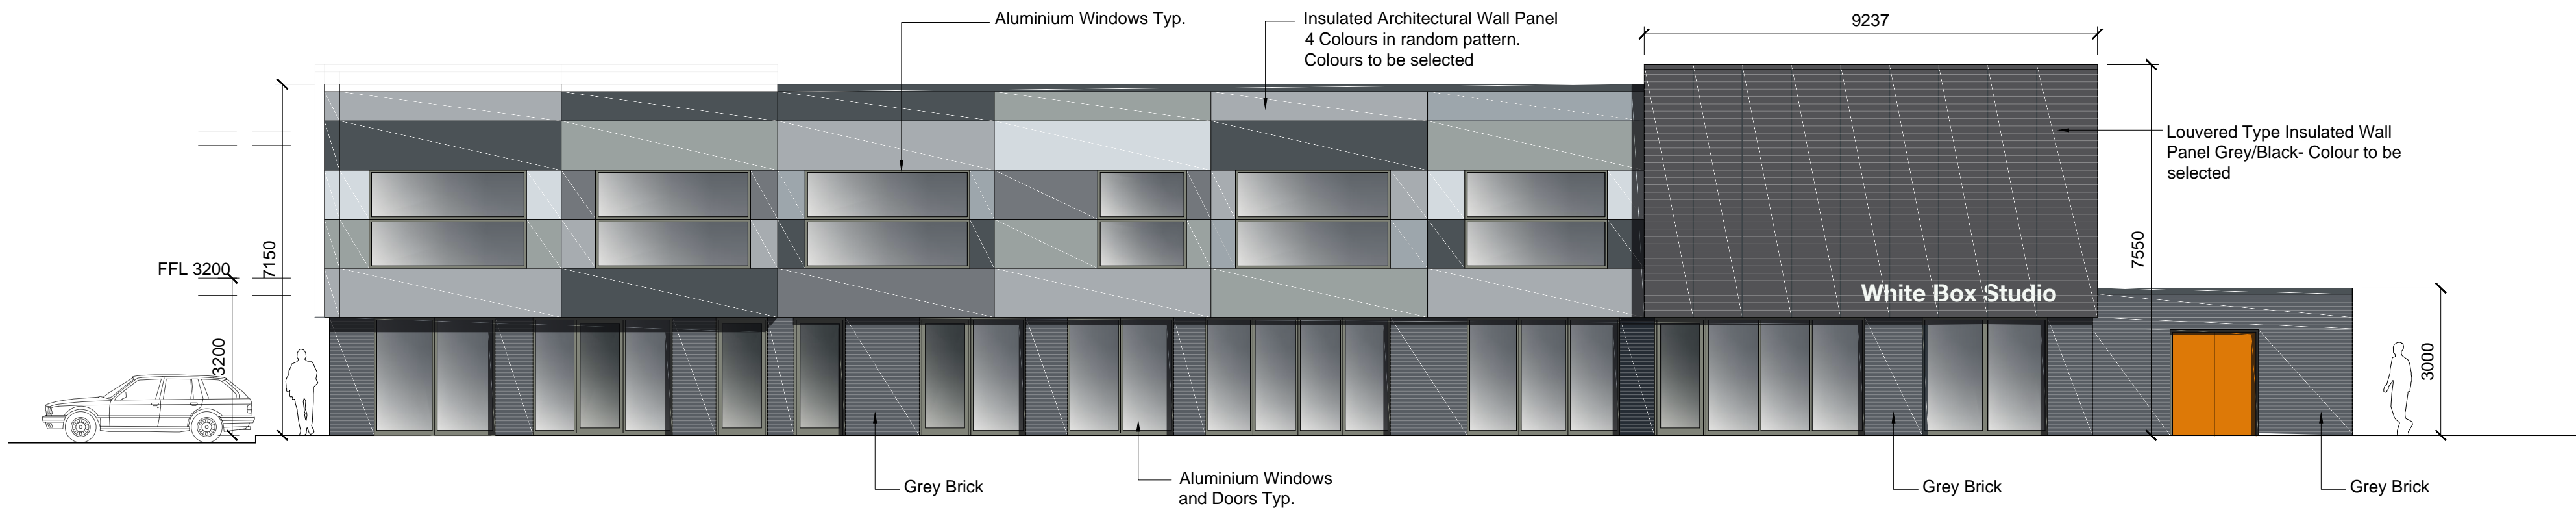 Aluminium Windows Typ.
Insulated Architectural Wall Panel
4 Colours in random pattern.
Colours to be selected
9237
Louvered Type Insulated Wall
Panel Grey/Black- Colour to be
selected
7150
FFL 3200
3200
7550
3000
White Box Studio
Grey Brick
Aluminium Windows
and Doors Typ.
Grey Brick
Grey Brick